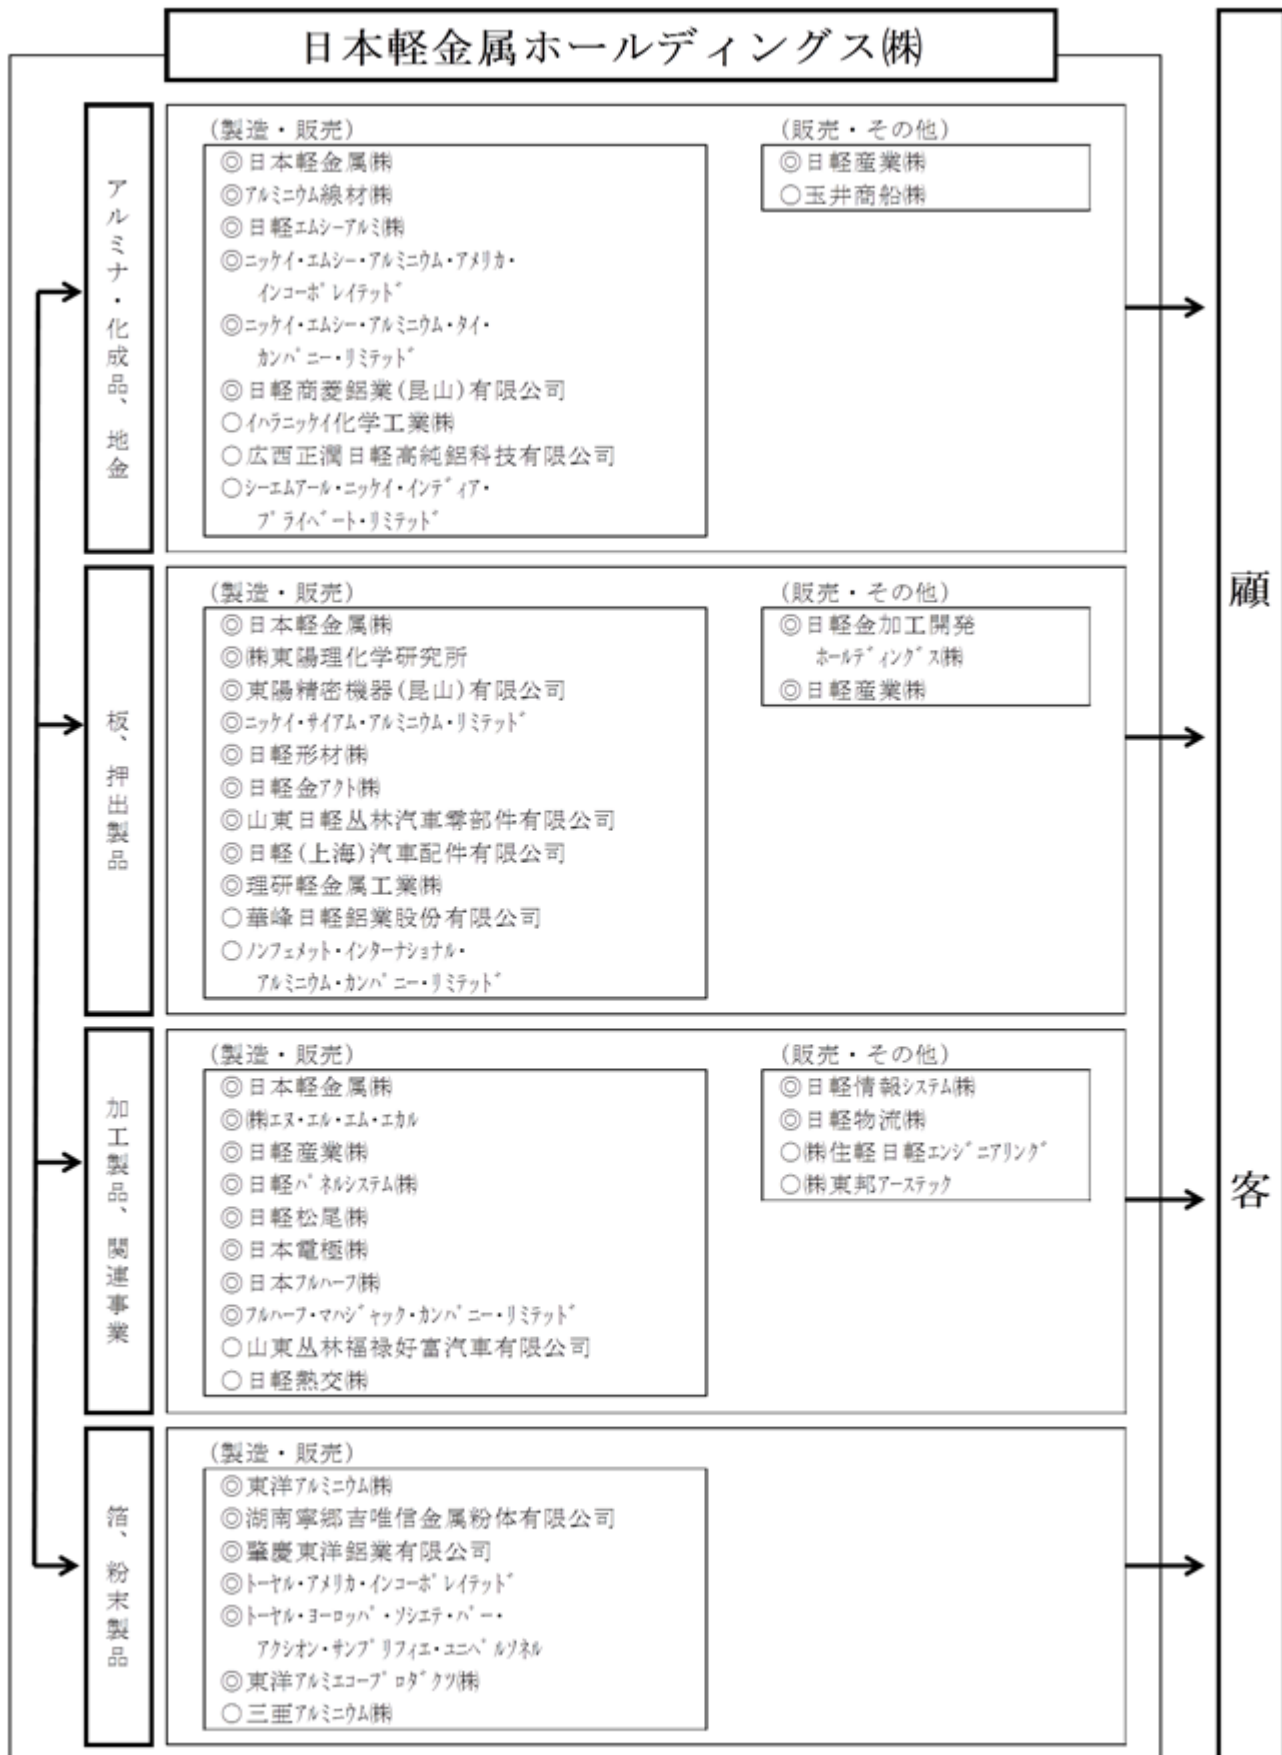 日本軽金属ホールディングス㈱
アルミナ・化成品、地金
(製造・販売)
◎日本軽金属㈱
◎アルミニウム線材㈱
◎日軽エムシーアルミ㈱
◎ニッケイ・エムシー・アルミニウム・アメリカ・
インコーポレイテッド
◎ニッケイ・エムシー・アルミニウム・タイ・
カンパニー・リミテッド
◎日軽商菱鋁業(昆山)有限公司
○イハラニッケイ化学工業㈱
○広西正潤日軽高純鋁科技有限公司
○シーエムアール・ニッケイ・インディア・
プライベート・リミテッド
(販売・その他)
◎日軽産業㈱
○玉井商船㈱
板、押出製品
(製造・販売)
◎日本軽金属㈱
◎㈱東陽理化学研究所
◎東陽精密機器(昆山)有限公司
◎ニッケイ・サイアム・アルミニウム・リミテッド
◎日軽形材㈱
◎日軽金アクト㈱
◎山東日軽丛林汽車零部件有限公司
◎日軽(上海)汽車配件有限公司
◎理研軽金属工業㈱
○華峰日軽鋁業股份有限公司
○ノンフェメット・インターナショナル・
アルミニウム・カンパニー・リミテッド
(販売・その他)
◎日軽金加工開発
ホールディングス㈱
◎日軽産業㈱
加工製品、関連事業
(製造・販売)
◎日本軽金属㈱
◎㈱エヌ・エル・エム・エカル
◎日軽産業㈱
◎日軽パネルシステム㈱
◎日軽松尾㈱
◎日本電極㈱
◎日本フルハーフ㈱
◎フルハーフ・マハジャック・カンパニー・リミテッド
○山東丛林福禄好富汽車有限公司
○日軽熱交㈱
(販売・その他)
◎日軽情報システム㈱
◎日軽物流㈱
○㈱住軽日軽エンジニアリング
○㈱東邦アーステック
箔、粉末製品
(製造・販売)
◎東洋アルミニウム㈱
◎湖南寧郷吉唯信金属粉体有限公司
◎肇慶東洋鋁業有限公司
◎トーヤル・アメリカ・インコーポレイテッド
◎トーヤル・ヨーロッパ・ソシエテ・パー・
アクシオン・サンプリフィエ・ユニペルソネル
◎東洋アルミエコープロダクツ㈱
○三亜アルミニウム㈱
顧客